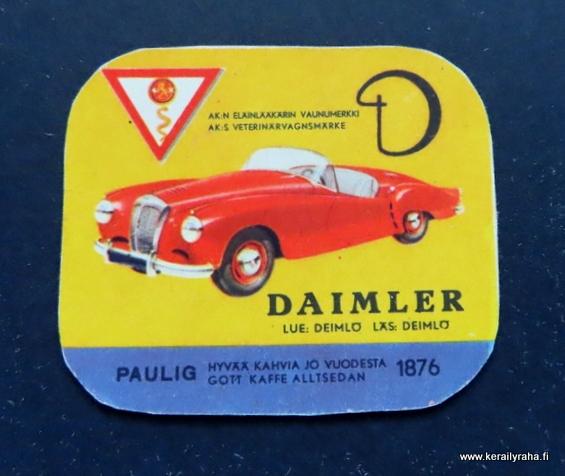 AK:N ELÄINLÄÄKÄRIN VAUNUMERKKI
AK:S VETERINÄRVAGNSMÄRKE
D
DAIMLER
LUE: DEIMLÖ LÄS: DEIMLÖ
PAULIG
HYVÄÄ KAHVIA JO VUODESTA
GOTT KAFFE ALLTSEDAN
1876
www.kerailyraha.fi